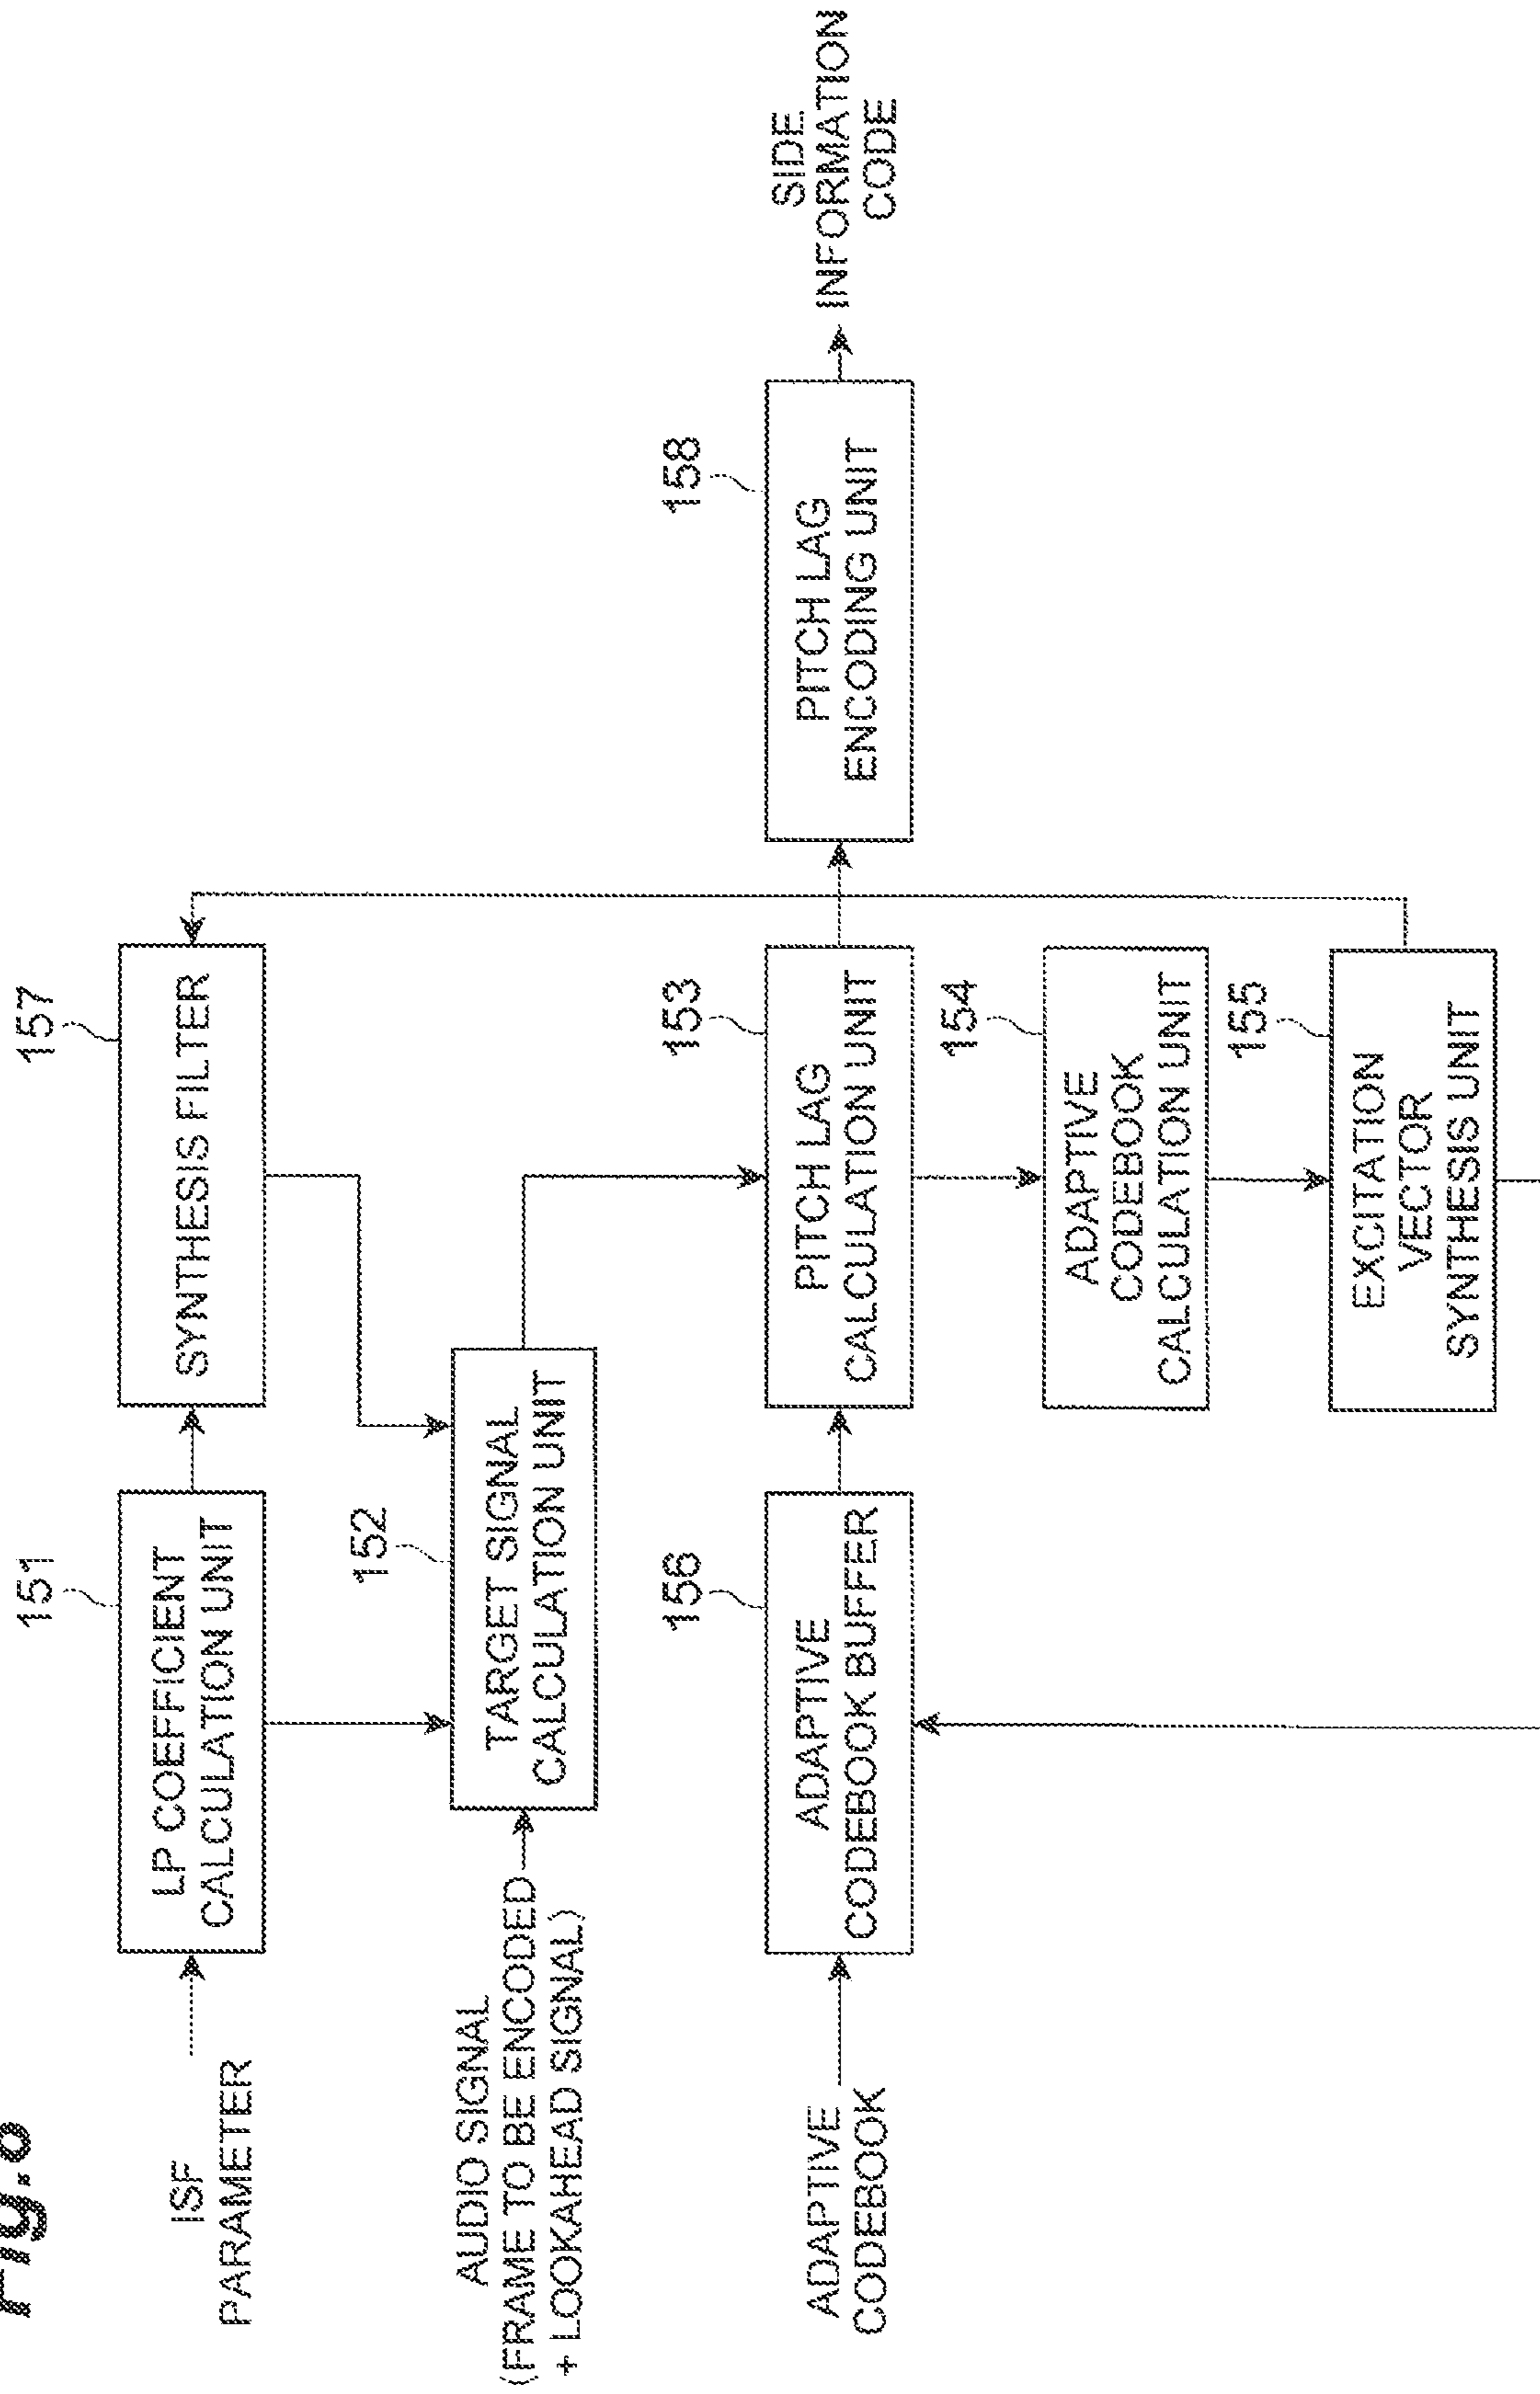 Fig.8
151
157
ISF
PARAMETER
LP COEFFICIENT
CALCULATION UNIT
SYNTHESIS FILTER
152
AUDIO SIGNAL
(FRAME TO BE ENCODED
+ LOOKAHEAD SIGNAL)
TARGET SIGNAL
CALCULATION UNIT
156
153
158
ADAPTIVE
CODEBOOK
ADAPTIVE
CODEBOOK BUFFER
PITCH LAG
CALCULATION UNIT
PITCH LAG
ENCODING UNIT
SIDE
INFORMATION
CODE
154
ADAPTIVE
CODEBOOK
CALCULATION UNIT
155
EXCITATION
VECTOR
SYNTHESIS UNIT